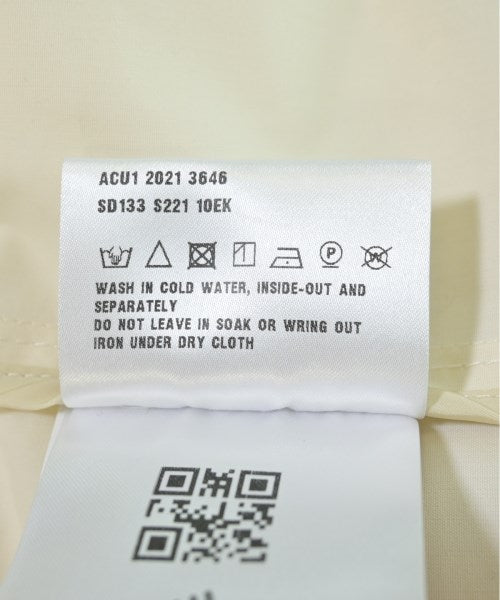 ACU1 2021 3646
SD133 S221 10EK
P W
WASH IN COLD WATER, INSIDE-OUT AND
SEPARATELY
DO NOT LEAVE IN SOAK OR WRING OUT
IRON UNDER DRY CLOTH